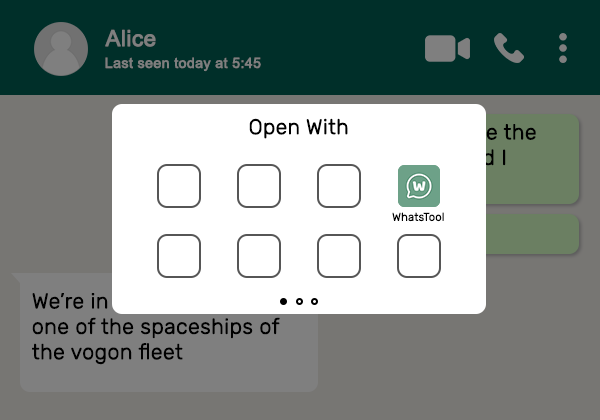 Alice
Last seen today at 5:45
Open With
e the
d I
W
WhatsTool
We're in
one of the spaceships of
the vogon fleet